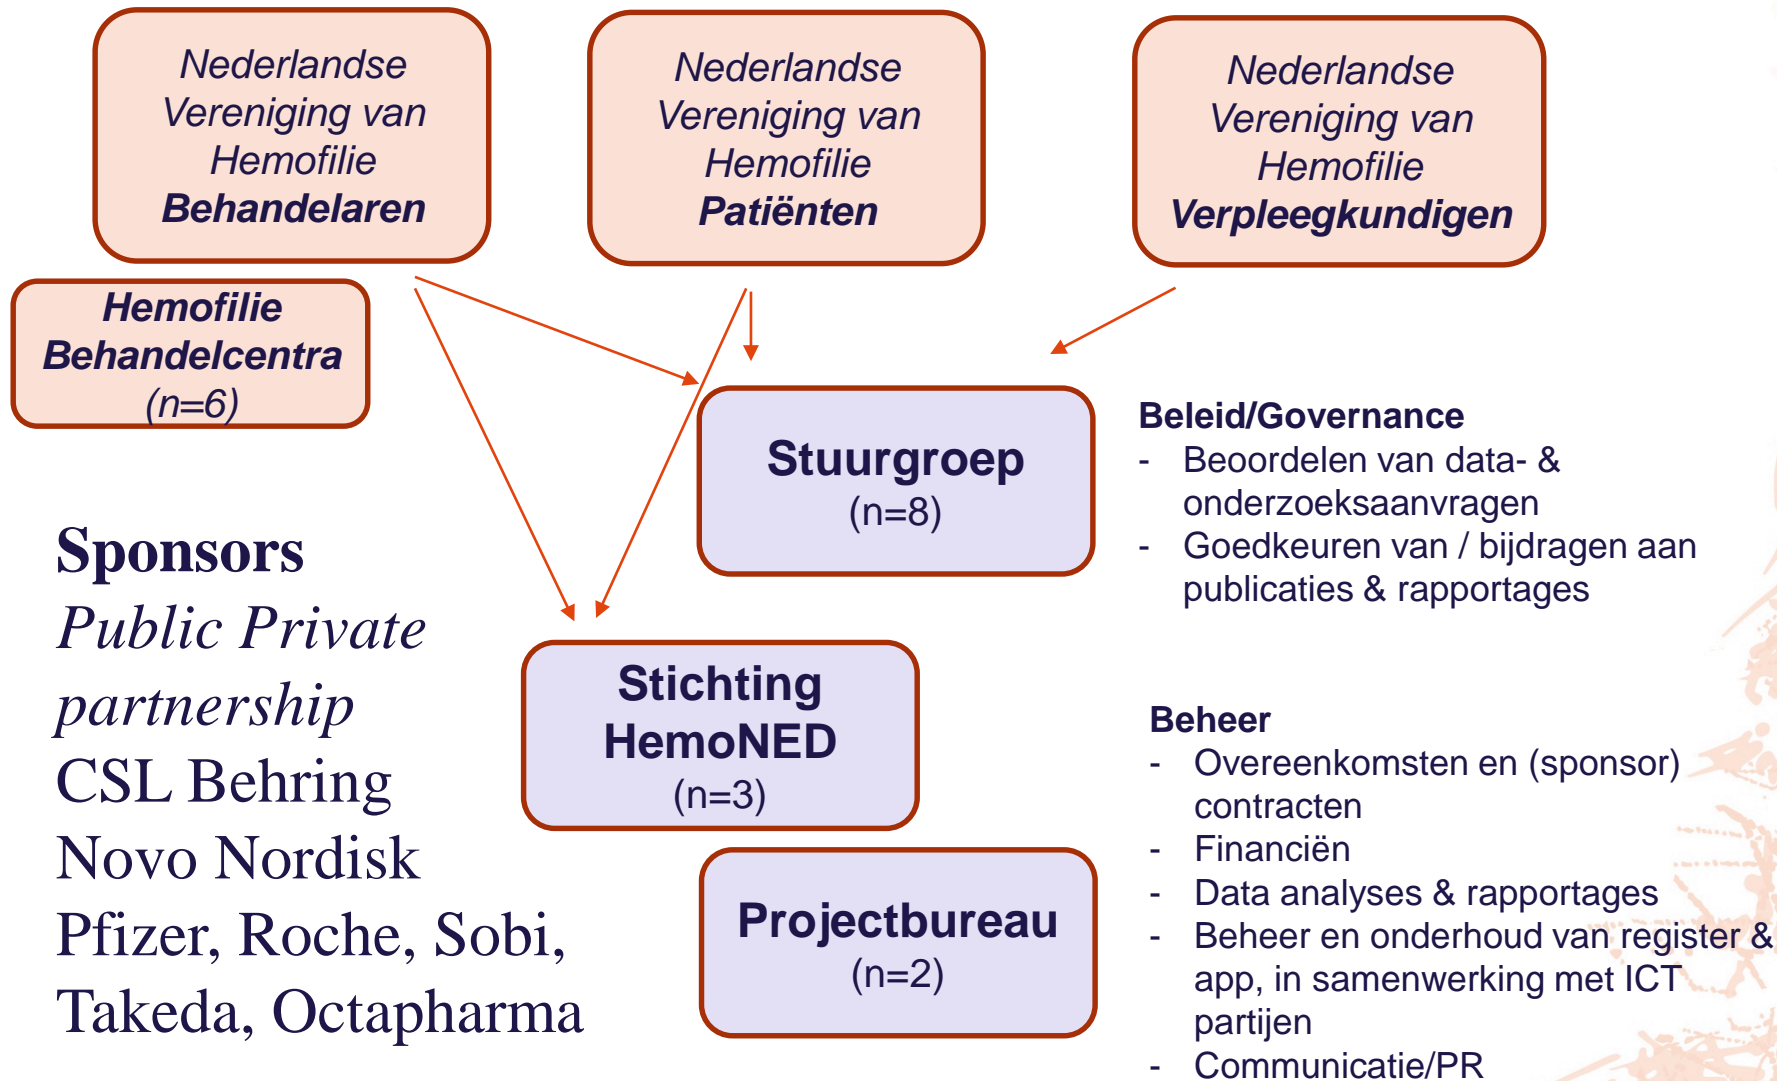 Nederlandse
Vereniging van
Hemofilie
Behandelaren
Nederlandse
Vereniging van
Hemofilie
Patiënten
Nederlandse
Vereniging van
Hemofilie
Verpleegkundigen
Hemofilie
Behandelcentra
(n=6)
Stuurgroep
(n=8)
Beleid/Governance
- Beoordelen van data- &
onderzoeksaanvragen
- Goedkeuren van / bijdragen aan
publicaties & rapportages
Sponsors
Public Private
partnership
CSL Behring
Novo Nordisk
Pfizer, Roche, Sobi,
Takeda, Octapharma
Stichting
HemoNED
(n=3)
Projectbureau
(n=2)
Beheer
- Overeenkomsten en (sponsor)
contracten
- Financiën
- Data analyses & rapportages
- Beheer en onderhoud van register &
app, in samenwerking met ICT
partijen
- Communicatie/PR